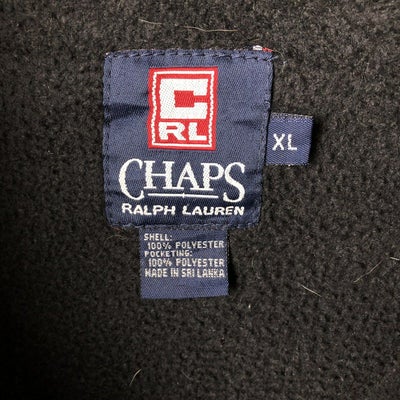 C
RL
CHAPS
RALPH LAUREN
XL
SHELL:
100% POLYESTER
POCKETING:
100% POLYESTER
MADE IN SRI LANKA